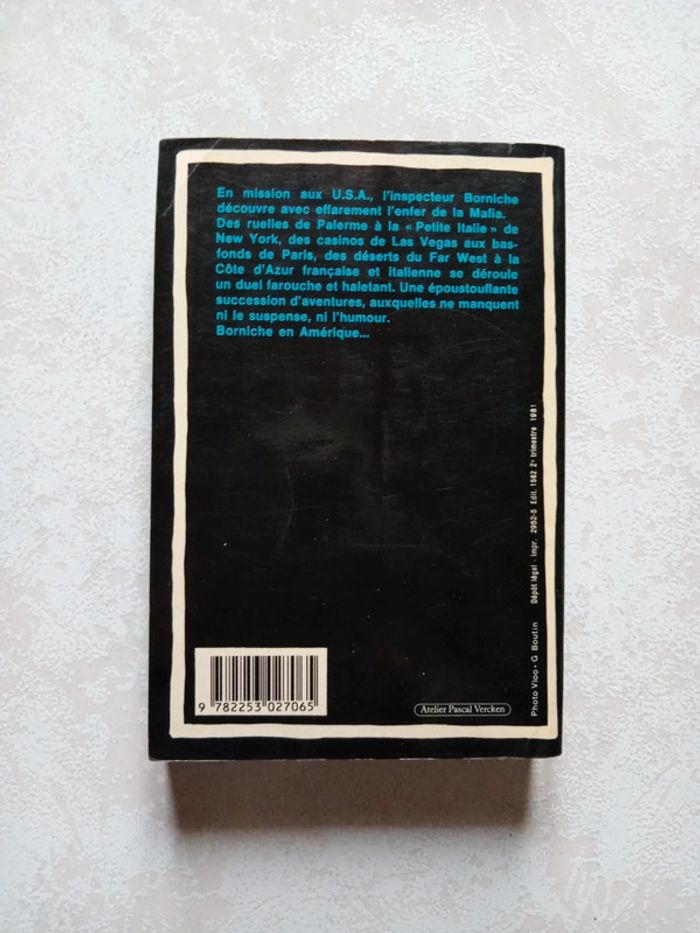 En mission aux U.S.A., l'inspecteur Borniche
découvre avec effarement l'enfer de la Mafia.
Des ruelles de Palerme à la « Petite Italie » de
New York, des casinos de Las Vegas aux bas-
fonds de Paris, des déserts du Far West à la
Côte d'Azur française et italienne se déroule
un duel farouche et haletant. Une époustouflante
succession d'aventures, auxquelles ne manquent
ni le suspense, ni l'humour.
Borniche en Amérique...
Photo Vloo • G Boutin Dépôt légal - Impr. 2952-5 Edit. 1562 2e trimestre 1981
9 782253 027065
Atelier Pascal Vercken